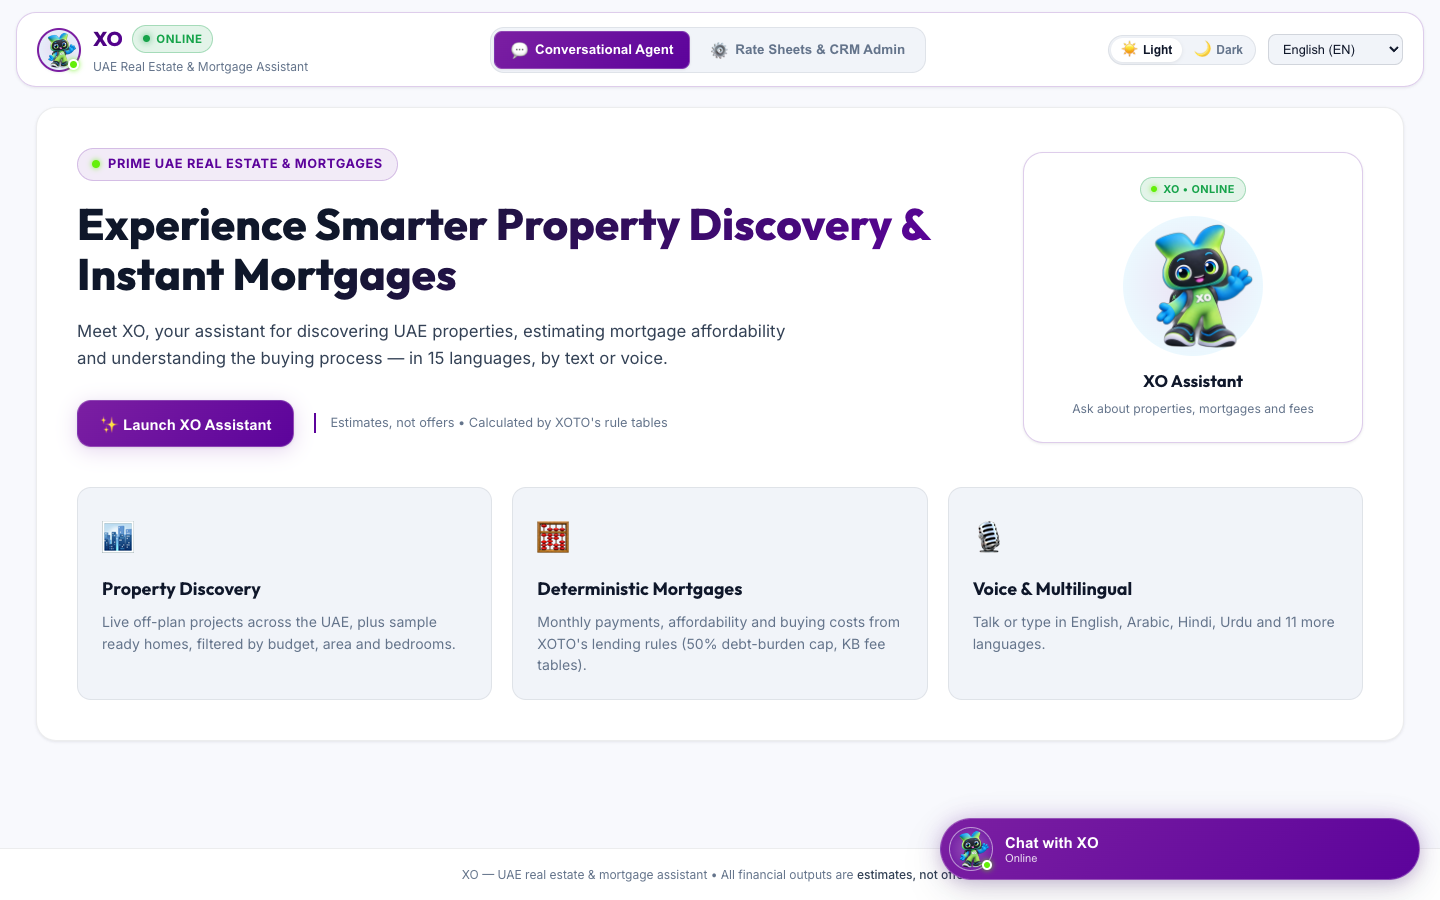 XO
ONLINE
UAE Real Estate & Mortgage Assistant
Conversational Agent
Rate Sheets & CRM Admin
Light
Dark
English (EN)
PRIME UAE REAL ESTATE & MORTGAGES
Experience Smarter Property Discovery &
Instant Mortgages
Meet XO, your assistant for discovering UAE properties, estimating mortgage affordability
and understanding the buying process — in 15 languages, by text or voice.
Launch XO Assistant
Estimates, not offers • Calculated by XOTO's rule tables
XO • ONLINE
XO
XO Assistant
Ask about properties, mortgages and fees
Property Discovery
Live off-plan projects across the UAE, plus sample
ready homes, filtered by budget, area and bedrooms.
Deterministic Mortgages
Monthly payments, affordability and buying costs from
XOTO's lending rules (50% debt-burden cap, KB fee
tables).
Voice & Multilingual
Talk or type in English, Arabic, Hindi, Urdu and 11 more
languages.
Chat with XO
Online
XO — UAE real estate & mortgage assistant • All financial outputs are estimates, not